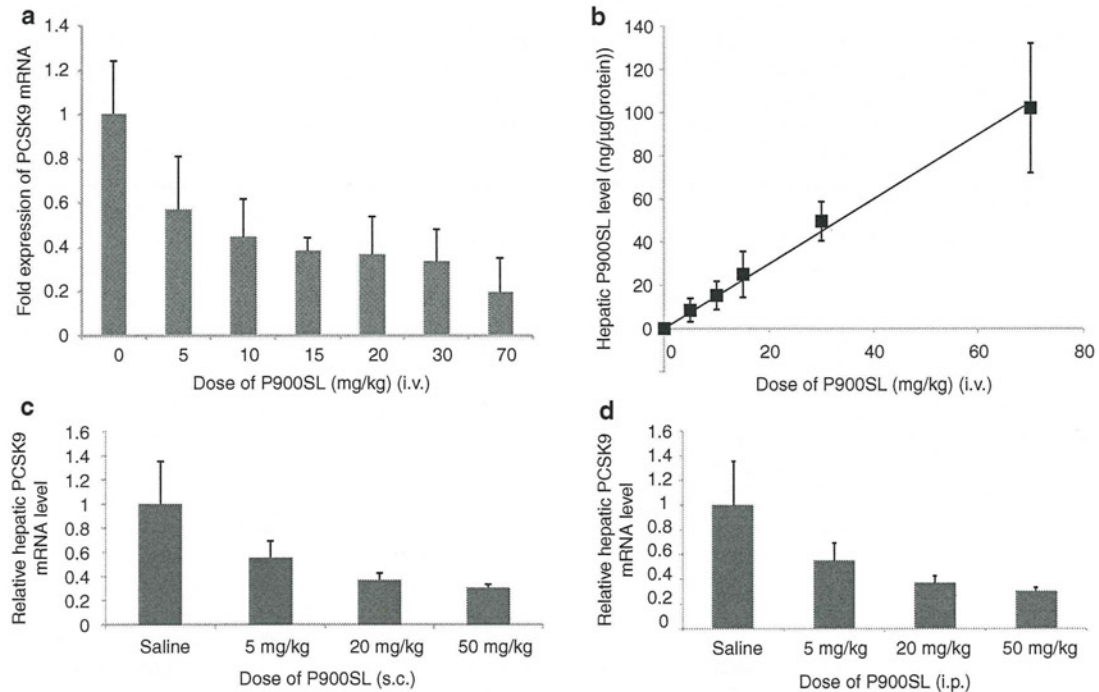 a
1.4
1.2
1
0.8
0.6
0.4
0.2
0
Fold expression of PCSK9 mRNA
0 5 10 15 20 30 70
Dose of P900SL (mg/kg) (i.v.)
b
140
120
100
80
60
40
20
0
Hepatic P900SL level (ng/µg(protein))
0 20 40 60 80
Dose of P900SL (mg/kg) (i.v.)
c
1.6
1.4
1.2
1
0.8
0.6
0.4
0.2
0
Relative hepatic PCSK9
mRNA level
Saline 5 mg/kg 20 mg/kg 50 mg/kg
Dose of P900SL (s.c.)
d
1.6
1.4
1.2
1
0.8
0.6
0.4
0.2
0
Relative hepatic PCSK9
mRNA level
Saline 5 mg/kg 20 mg/kg 50 mg/kg
Dose of P900SL (i.p.)